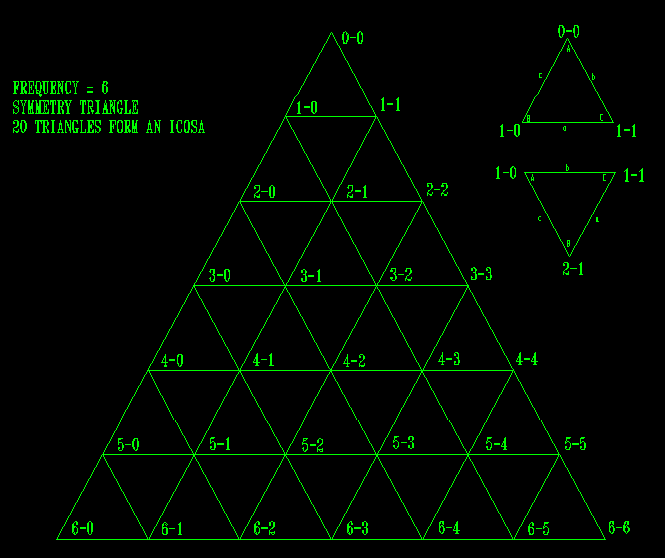 FREQUENCY = 6
SYMMETRY TRIANGLE
20 TRIANGLES FORM AN ICOSA
0-0
1-0 1-1
2-0 2-1 2-2
3-0 3-1 3-2 3-3
4-0 4-1 4-2 4-3 4-4
5-0 5-1 5-2 5-3 5-4 5-5
6-0 6-1 6-2 6-3 6-4 6-5 6-6
0-0
A
c b
B C
1-0 a 1-1
b
1-0 A C 1-1
c a
B
2-1